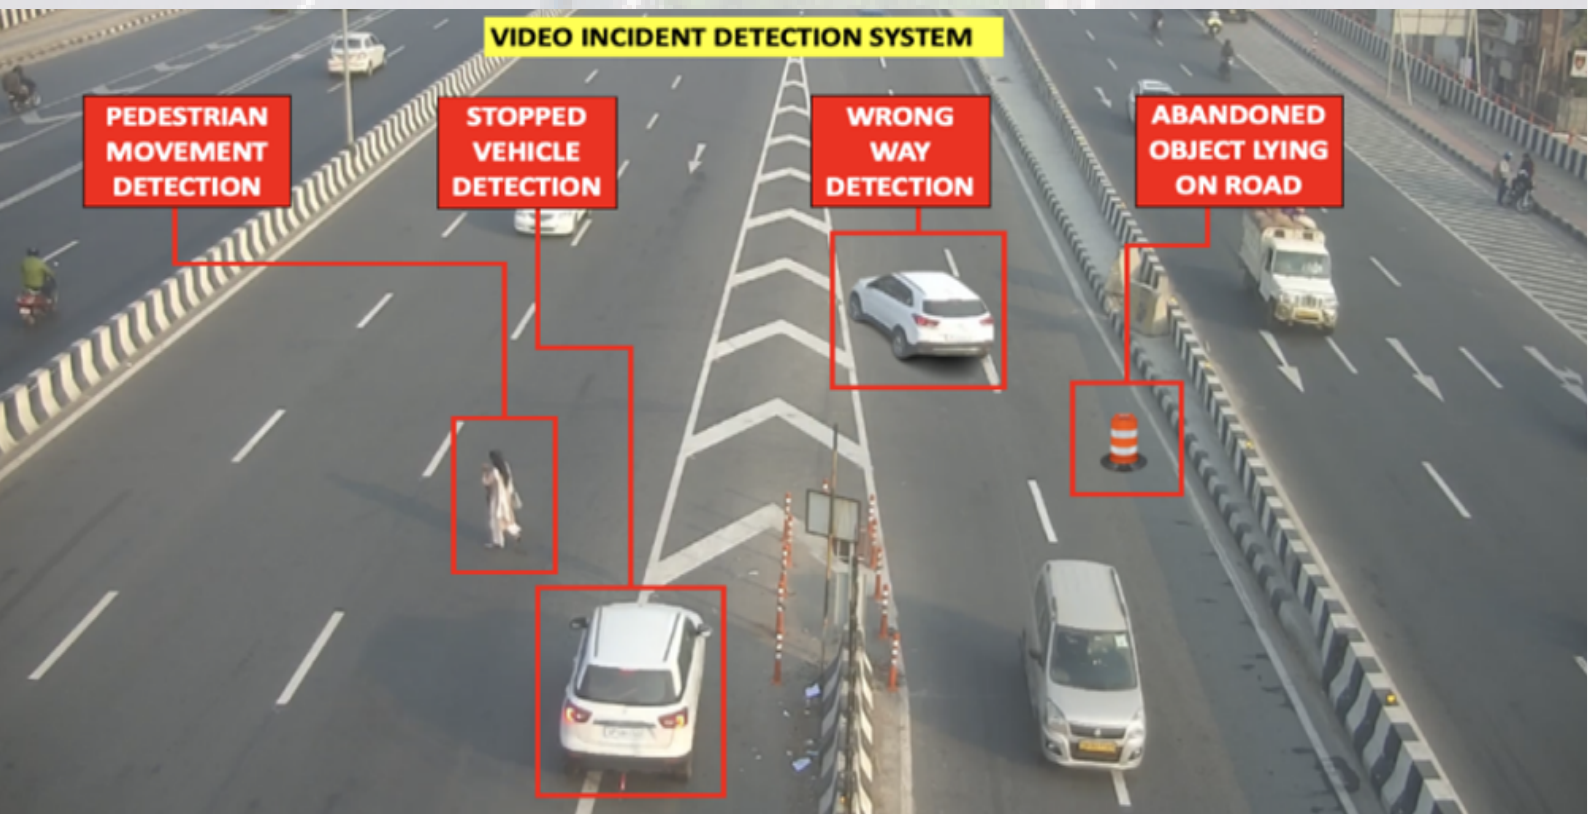 VIDEO INCIDENT DETECTION SYSTEM
PEDESTRIAN
MOVEMENT
DETECTION
STOPPED
VEHICLE
DETECTION
WRONG
WAY
DETECTION
ABANDONED
OBJECT LYING
ON ROAD